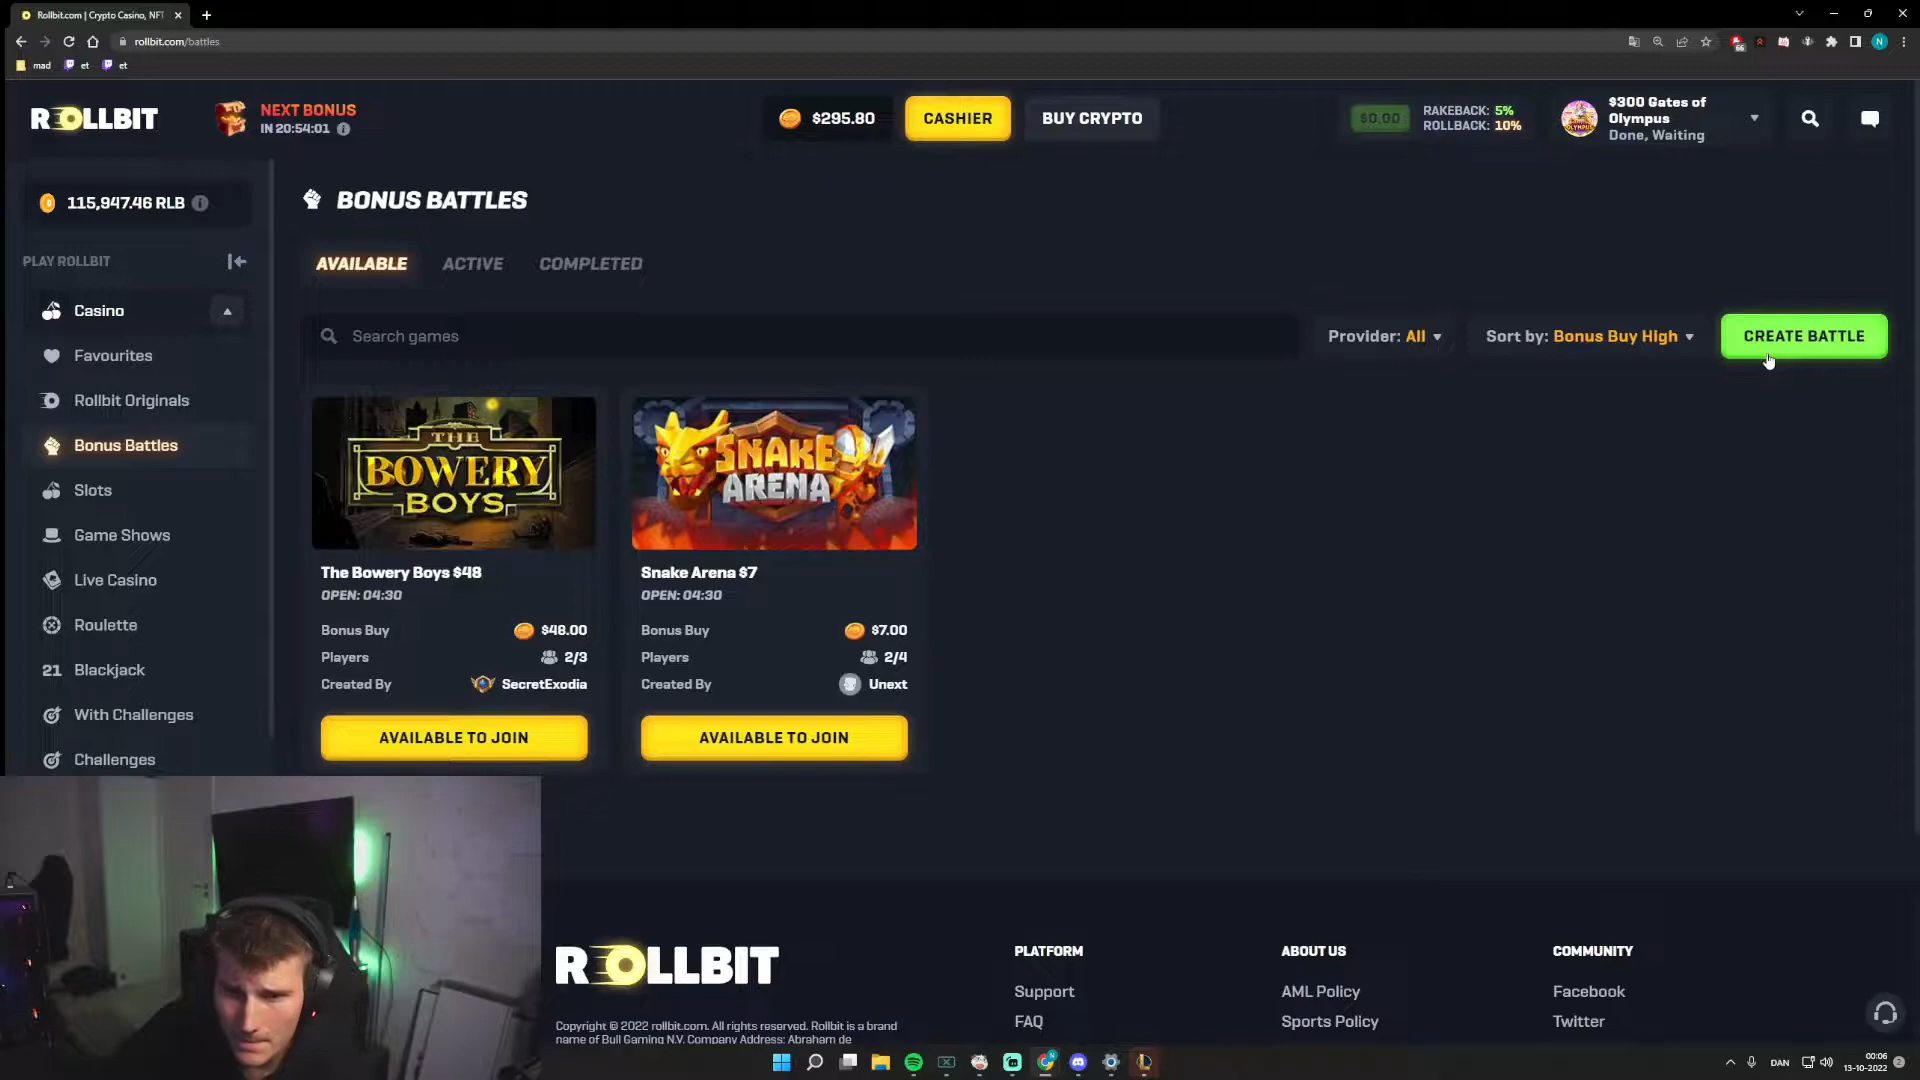 Rollbit.com | Crypto Casino, NFT
rollbit.com/battles
mad
et
et
N
66
ROLLBIT
NEXT BONUS
IN 20:54:01
$295.80
CASHIER
BUY CRYPTO
$0.00
RAKEBACK: 5%
ROLLBACK: 10%
$300 Gates of
Olympus
Done, Waiting
115,947.46 RLB
PLAY ROLLBIT
Casino
Favourites
Rollbit Originals
Bonus Battles
Slots
Game Shows
Live Casino
Roulette
21 Blackjack
With Challenges
Challenges
BONUS BATTLES
AVAILABLE
ACTIVE
COMPLETED
Search games
Provider: All
Sort by: Bonus Buy High
CREATE BATTLE
THE
BOWERY
BOYS
The Bowery Boys $48
OPEN: 04:30
Bonus Buy
$48.00
Players
2/3
Created By
SecretExodia
AVAILABLE TO JOIN
SNAKE
ARENA
Snake Arena $7
OPEN: 04:30
Bonus Buy
$7.00
Players
2/4
Created By
Unext
AVAILABLE TO JOIN
ROLLBIT
Copyright © 2022 rollbit.com. All rights reserved. Rollbit is a brand
name of Bull Gaming N.V. Company Address: Abraham de
PLATFORM
Support
FAQ
ABOUT US
AML Policy
Sports Policy
COMMUNITY
Facebook
Twitter
DAN
00:06
13-10-2022
2